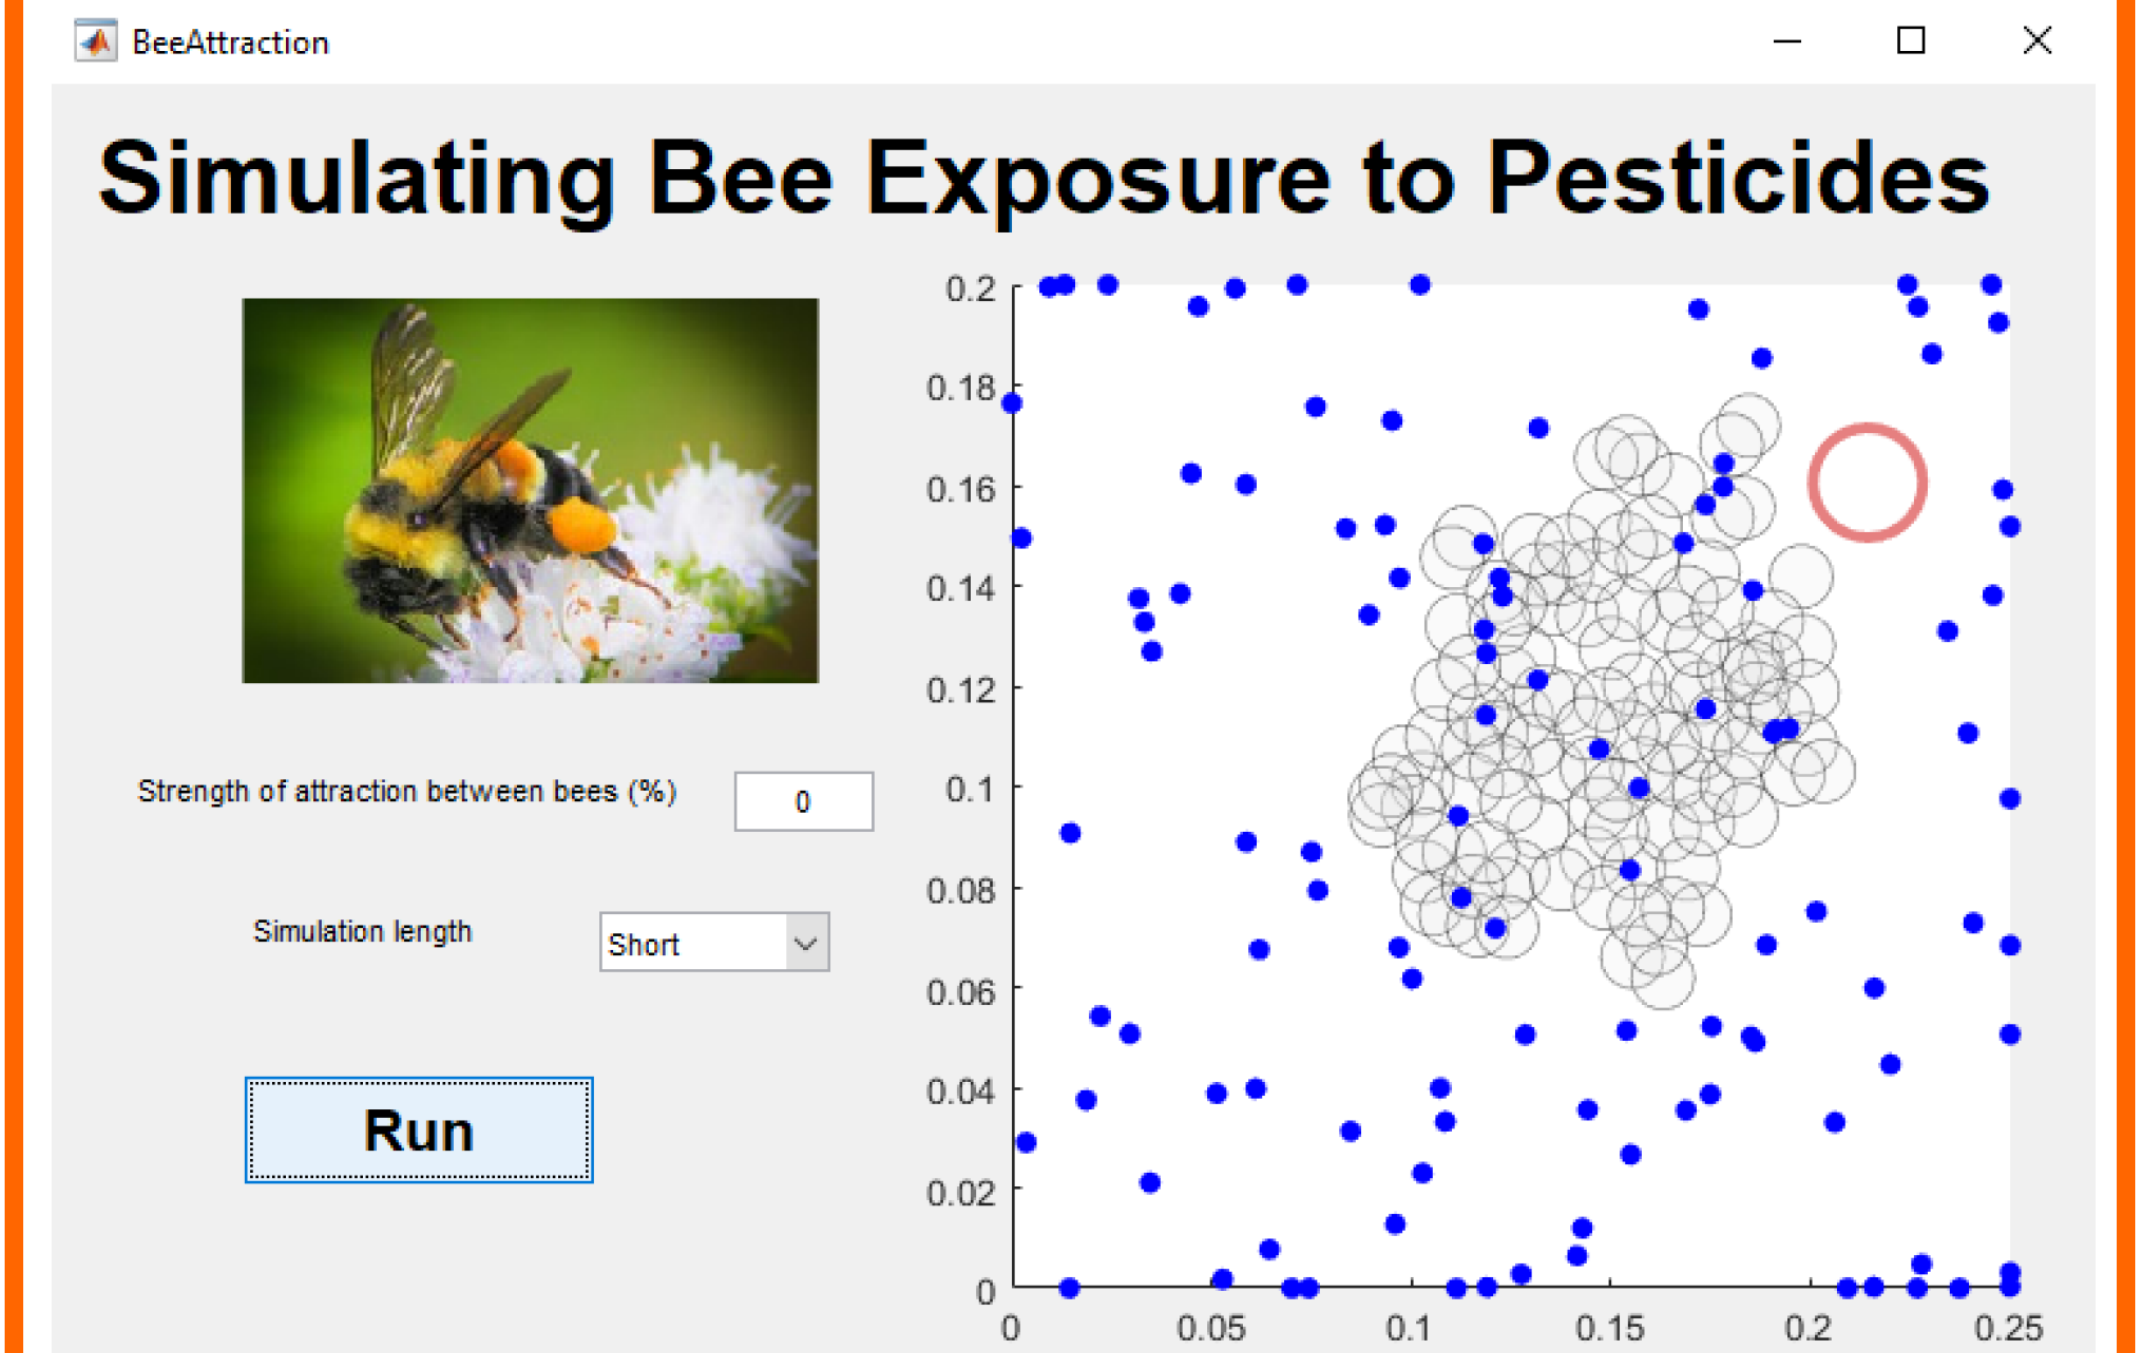 BeeAttraction
Simulating Bee Exposure to Pesticides
0.2
0.18
0.16
0.14
0.12
0.1
0.08
0.06
0.04
0.02
0
0 0.05 0.1 0.15 0.2 0.25
Strength of attraction between bees (%) 0
Simulation length Short
Run